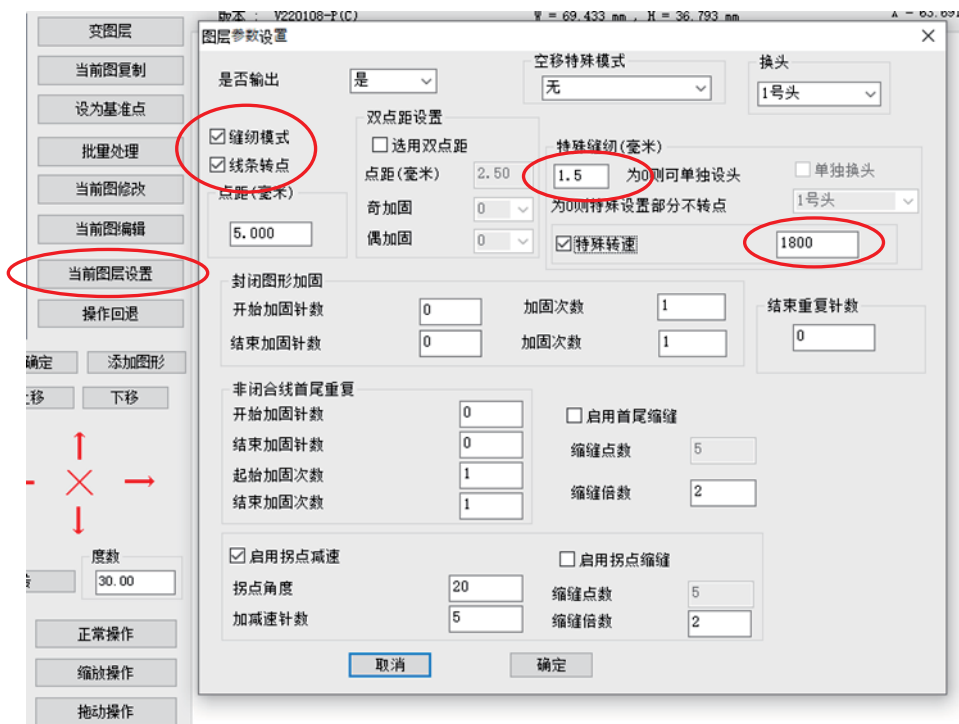 版本 : V220108-P(C)
W = 69.433 mm , H = 36.793 mm
A = 63.691
变图层
当前图复制
设为基准点
批量处理
当前图修改
当前图编辑
当前图层设置
操作回退
确定
添加图形
上移
下移
度数
30.00
正常操作
缩放操作
拖动操作
图层参数设置
是否输出
是
空移特殊模式
无
换头
1号头
缝纫模式
线条转点
点距(毫米)
5.000
双点距设置
选用双点距
点距(毫米)
2.50
奇加固
0
偶加固
0
特殊缝纫(毫米)
1.5
为0则可单独设头
单独换头
为0则特殊设置部分不转点
1号头
特殊转速
1800
封闭图形加固
开始加固针数
0
加固次数
1
结束加固针数
0
加固次数
1
结束重复针数
0
非闭合线首尾重复
开始加固针数
0
结束加固针数
0
起始加固次数
1
结束加固次数
1
启用首尾缩缝
缩缝点数
5
缩缝倍数
2
启用拐点减速
拐点角度
20
加减速针数
5
启用拐点缩缝
缩缝点数
5
缩缝倍数
2
取消
确定